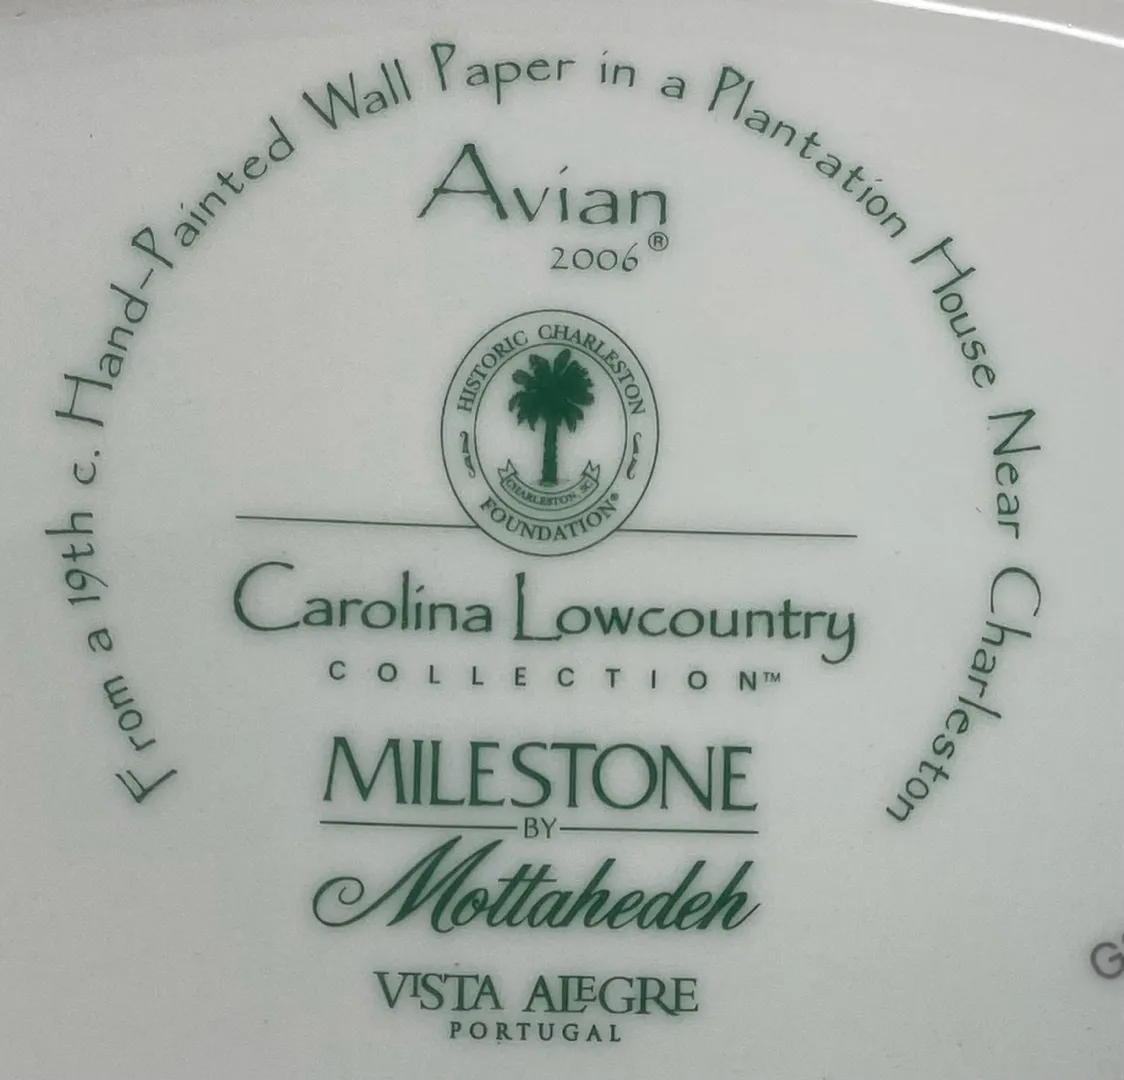 From a 19th c. Hand-Painted Wall Paper in a Plantation House Near Charleston
Avian
2006®
HISTORIC CHARLESTON
CHARLESTON, SC
FOUNDATION®
Carolina Lowcountry
COLLECTION™
MILESTONE
BY
Mottahedeh
VISTA ALEGRE
PORTUGAL